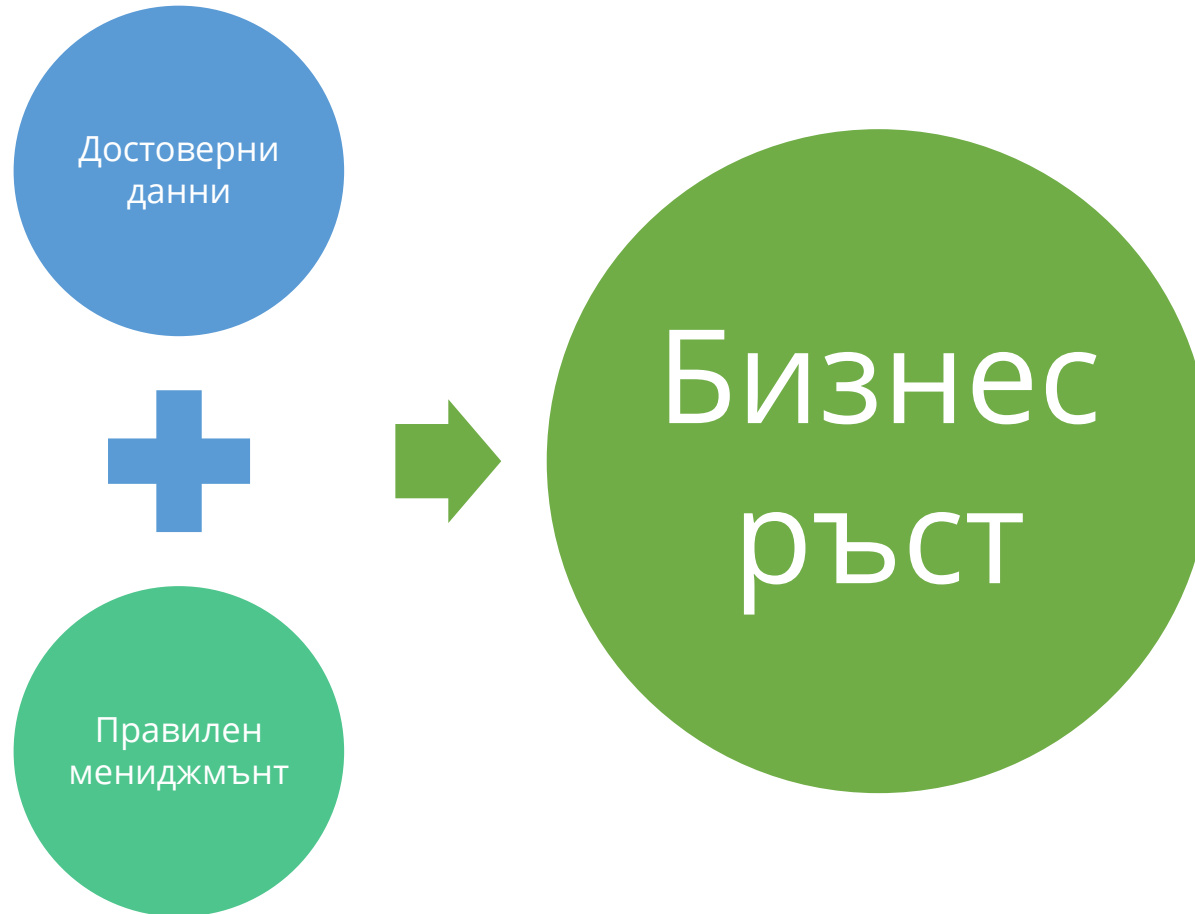 Достоверни
данни
Правилен
мениджмънт
Бизнес
ръст